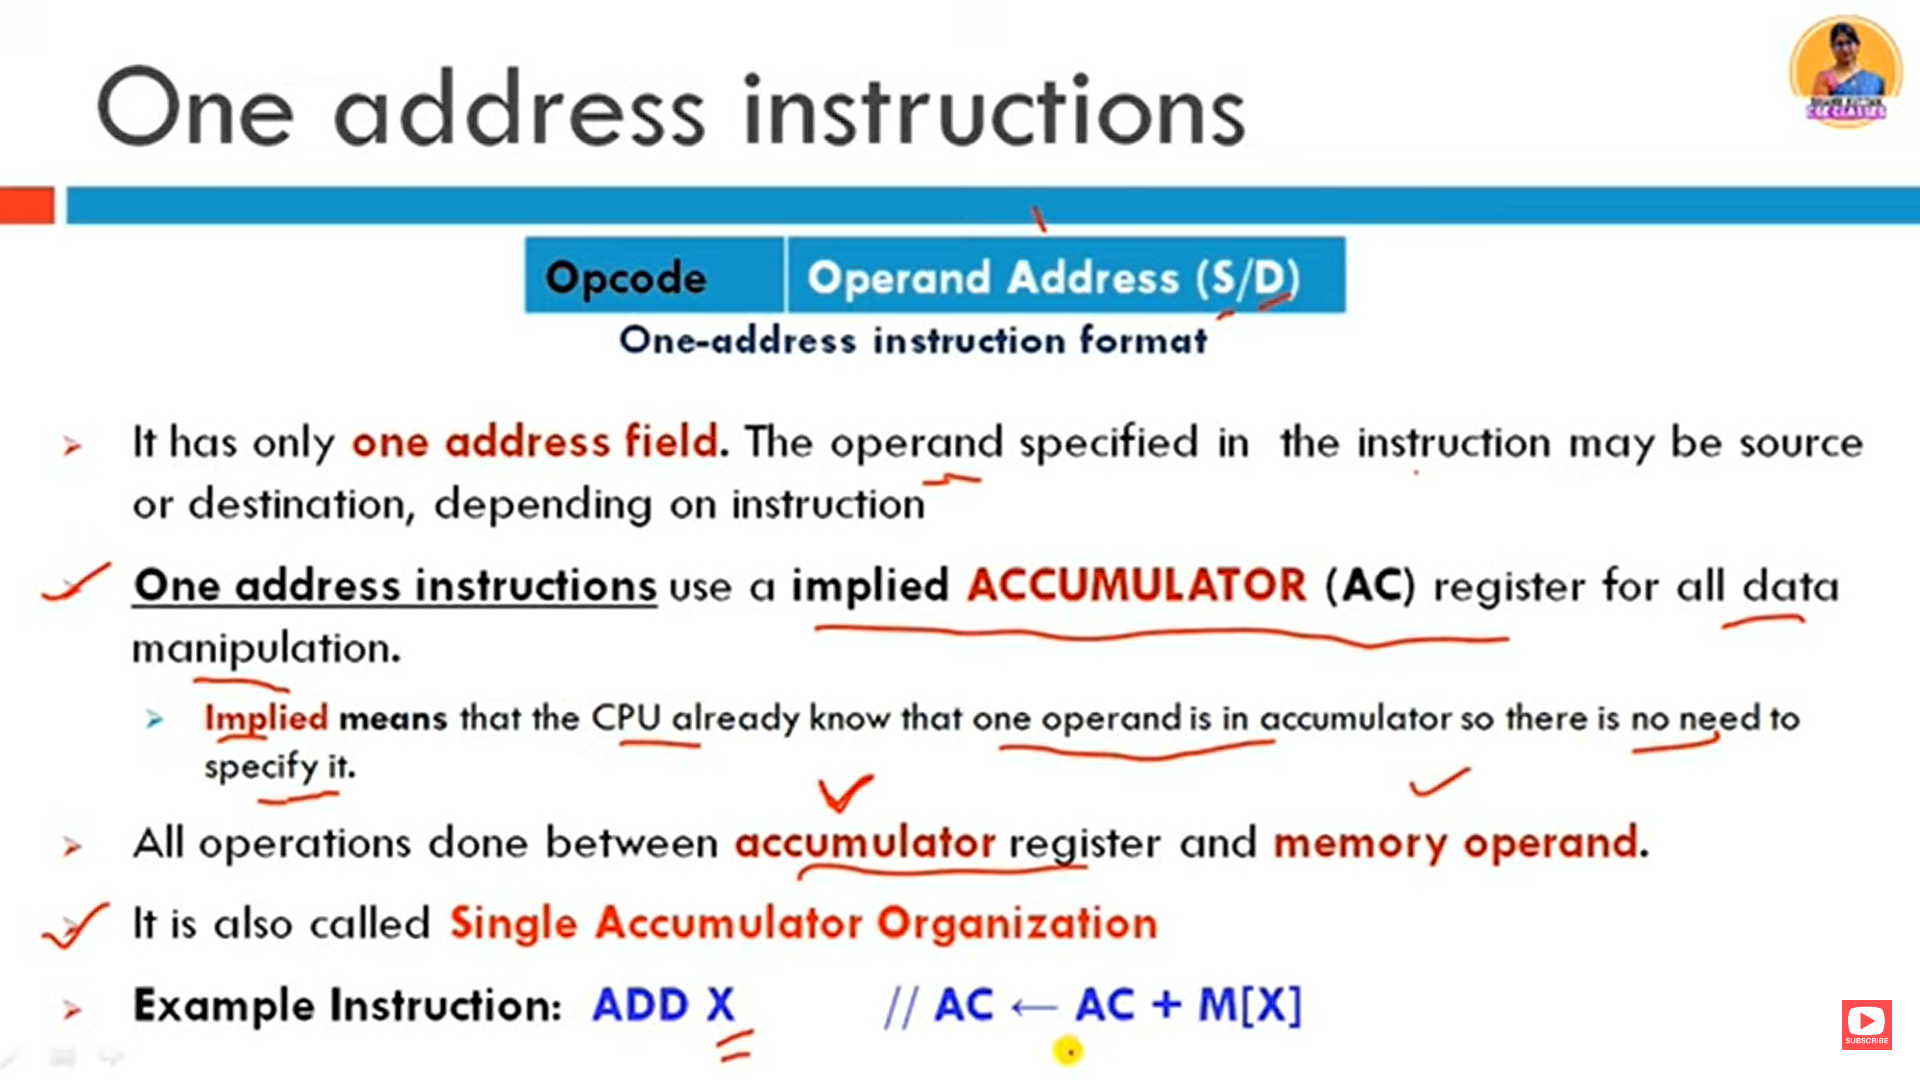 One address instructions
Opcode Operand Address (S/D)
One-address instruction format
It has only one address field. The operand specified in the instruction may be source
or destination, depending on instruction
One address instructions use a implied ACCUMULATOR (AC) register for all data
manipulation.
Implied means that the CPU already know that one operand is in accumulator so there is no need to
specify it.
All operations done between accumulator register and memory operand.
It is also called Single Accumulator Organization
Example Instruction: ADD X // AC ← AC + M[X]
CSE CLASSES
SUBSCRIBE